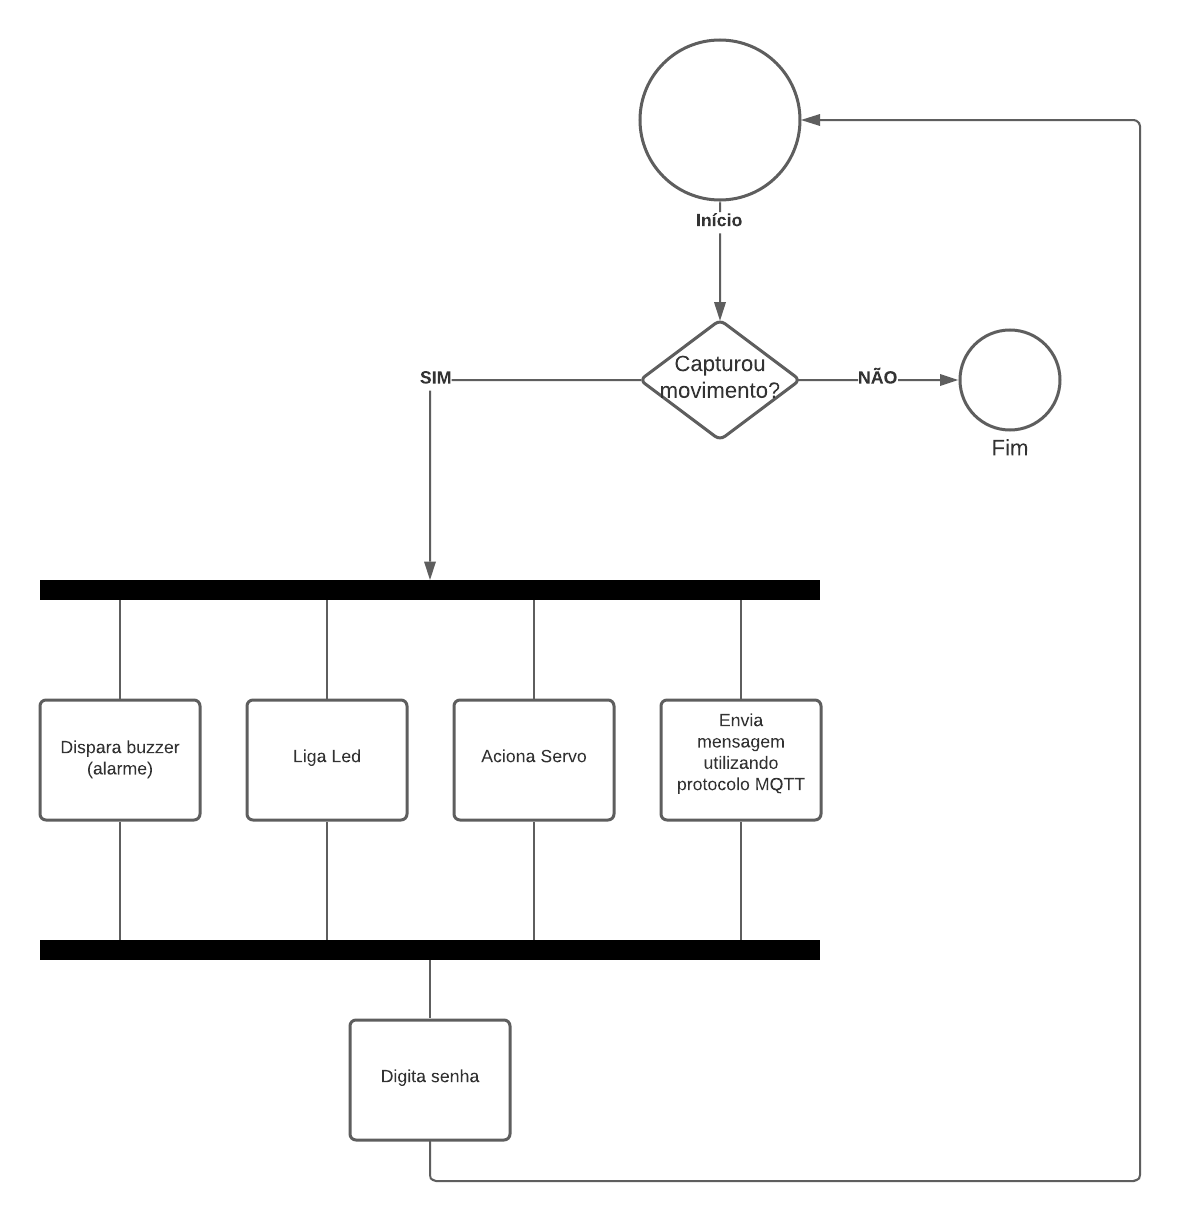 Início
Capturou
movimento?
SIM
NÃO
Fim
Dispara buzzer
(alarme)
Liga Led
Aciona Servo
Envia
mensagem
utilizando
protocolo MQTT
Digita senha